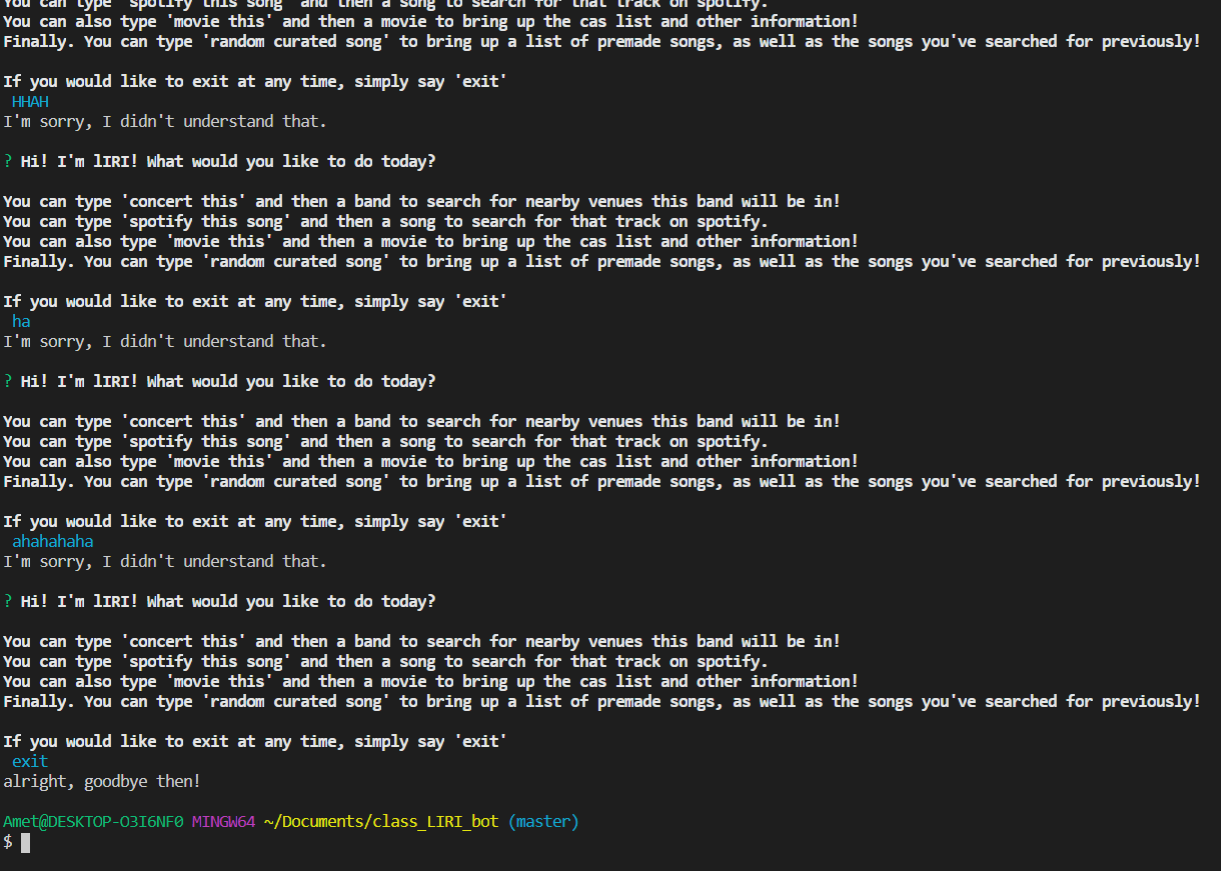 You can type 'spotify this song' and then a song to search for that track on spotify.
You can also type 'movie this' and then a movie to bring up the cas list and other information!
Finally. You can type 'random curated song' to bring up a list of premade songs, as well as the songs you've searched for previously!
If you would like to exit at any time, simply say 'exit'
HHAH
I'm sorry, I didn't understand that.
? Hi! I'm lIRI! What would you like to do today?
You can type 'concert this' and then a band to search for nearby venues this band will be in!
You can type 'spotify this song' and then a song to search for that track on spotify.
You can also type 'movie this' and then a movie to bring up the cas list and other information!
Finally. You can type 'random curated song' to bring up a list of premade songs, as well as the songs you've searched for previously!
If you would like to exit at any time, simply say 'exit'
ha
I'm sorry, I didn't understand that.
? Hi! I'm lIRI! What would you like to do today?
You can type 'concert this' and then a band to search for nearby venues this band will be in!
You can type 'spotify this song' and then a song to search for that track on spotify.
You can also type 'movie this' and then a movie to bring up the cas list and other information!
Finally. You can type 'random curated song' to bring up a list of premade songs, as well as the songs you've searched for previously!
If you would like to exit at any time, simply say 'exit'
ahahahaha
I'm sorry, I didn't understand that.
? Hi! I'm lIRI! What would you like to do today?
You can type 'concert this' and then a band to search for nearby venues this band will be in!
You can type 'spotify this song' and then a song to search for that track on spotify.
You can also type 'movie this' and then a movie to bring up the cas list and other information!
Finally. You can type 'random curated song' to bring up a list of premade songs, as well as the songs you've searched for previously!
If you would like to exit at any time, simply say 'exit'
exit
alright, goodbye then!
Amet@DESKTOP-O3I6NF0 MINGW64 ~/Documents/class_LIRI_bot (master)
$